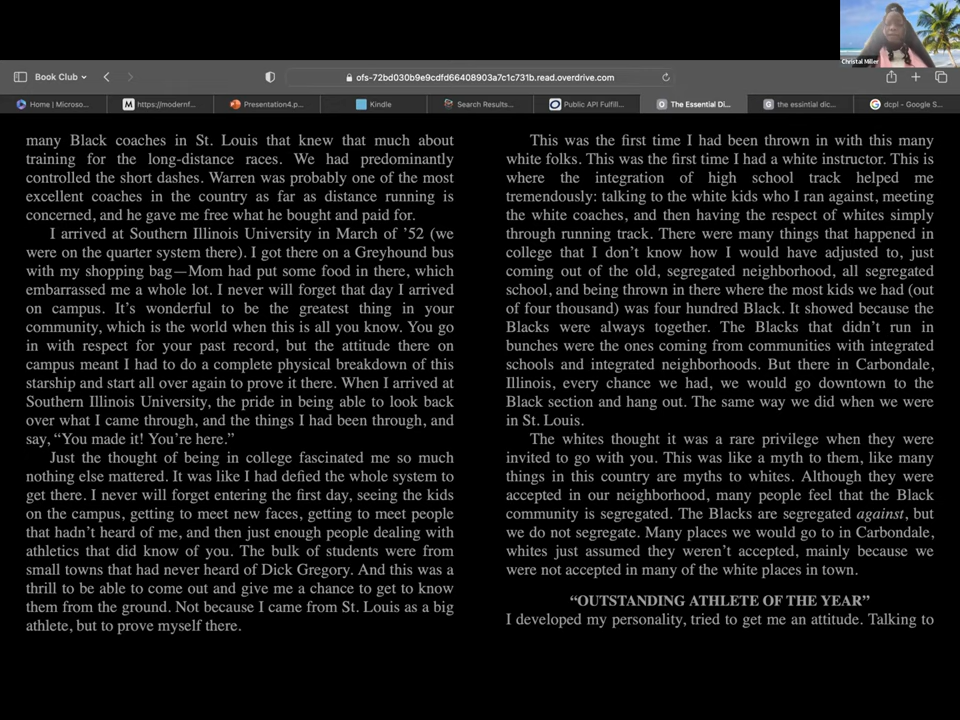 Christal Miller
Book Club
ofs-72bd030b9e9cdfd66408903a7c1c731b.read.overdrive.com
Home | Microso...
https://modernf...
Presentation4.p...
Kindle
Search Results...
Public API Fulfill...
The Essential Di...
the essintial dic...
dcpl - Google S...
many Black coaches in St. Louis that knew that much about
training for the long-distance races. We had predominantly
controlled the short dashes. Warren was probably one of the most
excellent coaches in the country as far as distance running is
concerned, and he gave me free what he bought and paid for.
I arrived at Southern Illinois University in March of ’52 (we
were on the quarter system there). I got there on a Greyhound bus
with my shopping bag—Mom had put some food in there, which
embarrassed me a whole lot. I never will forget that day I arrived
on campus. It’s wonderful to be the greatest thing in your
community, which is the world when this is all you know. You go
in with respect for your past record, but the attitude there on
campus meant I had to do a complete physical breakdown of this
starship and start all over again to prove it there. When I arrived at
Southern Illinois University, the pride in being able to look back
over what I came through, and the things I had been through, and
say, “You made it! You’re here.”
Just the thought of being in college fascinated me so much
nothing else mattered. It was like I had defied the whole system to
get there. I never will forget entering the first day, seeing the kids
on the campus, getting to meet new faces, getting to meet people
that hadn’t heard of me, and then just enough people dealing with
athletics that did know of you. The bulk of students were from
small towns that had never heard of Dick Gregory. And this was a
thrill to be able to come out and give me a chance to get to know
them from the ground. Not because I came from St. Louis as a big
athlete, but to prove myself there.
This was the first time I had been thrown in with this many
white folks. This was the first time I had a white instructor. This is
where the integration of high school track helped me
tremendously: talking to the white kids who I ran against, meeting
the white coaches, and then having the respect of whites simply
through running track. There were many things that happened in
college that I don’t know how I would have adjusted to, just
coming out of the old, segregated neighborhood, all segregated
school, and being thrown in there where the most kids we had (out
of four thousand) was four hundred Black. It showed because the
Blacks were always together. The Blacks that didn’t run in
bunches were the ones coming from communities with integrated
schools and integrated neighborhoods. But there in Carbondale,
Illinois, every chance we had, we would go downtown to the
Black section and hang out. The same way we did when we were
in St. Louis.
The whites thought it was a rare privilege when they were
invited to go with you. This was like a myth to them, like many
things in this country are myths to whites. Although they were
accepted in our neighborhood, many people feel that the Black
community is segregated. The Blacks are segregated against, but
we do not segregate. Many places we would go to in Carbondale,
whites just assumed they weren’t accepted, mainly because we
were not accepted in many of the white places in town.
“OUTSTANDING ATHLETE OF THE YEAR”
I developed my personality, tried to get me an attitude. Talking to